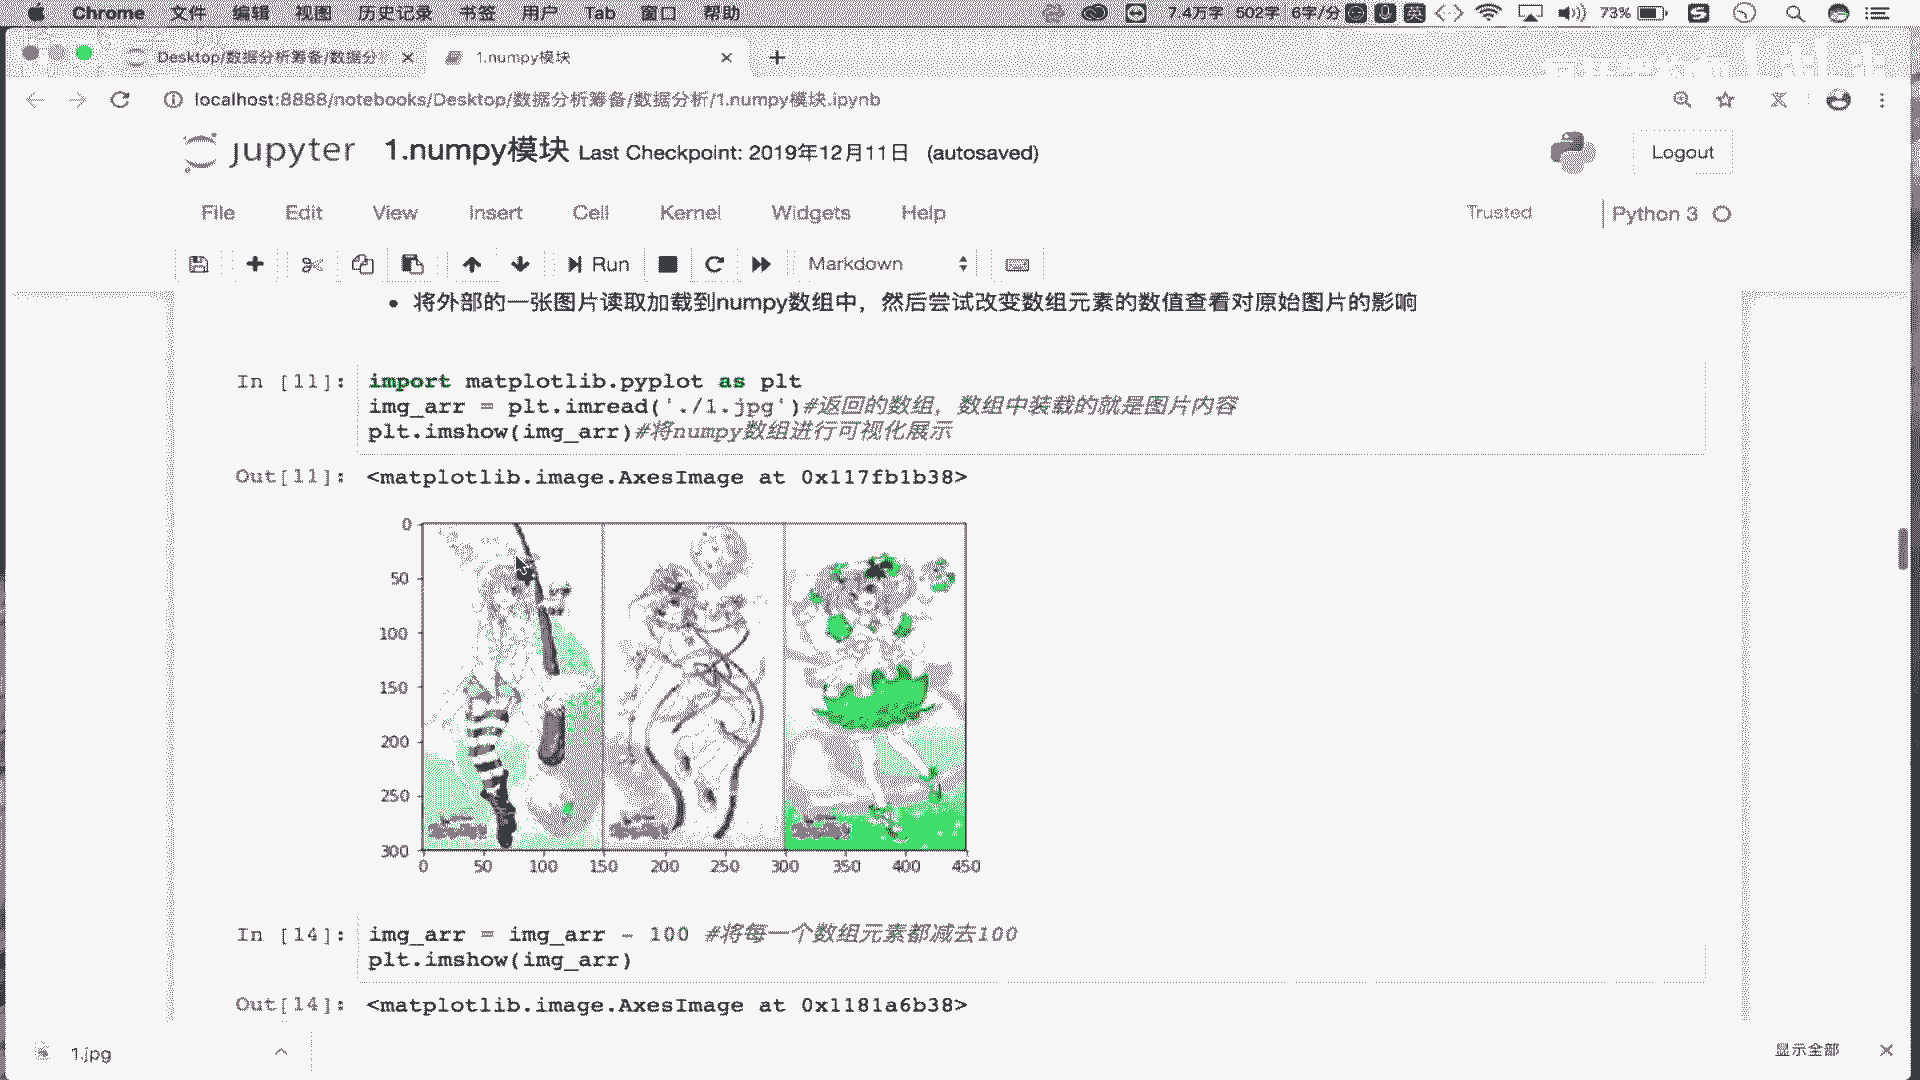 Chrome 文件 编辑 视图 历史记录 书签 用户 Tab 窗口 帮助 7.4万字 502字 6字/分 英 73%
Desktop/数据分析筹备/数据分 1.numpy模块
localhost:8888/notebooks/Desktop/数据分析筹备/数据分析/1.numpy模块.ipynb
jupyter 1.numpy模块 Last Checkpoint: 2019年12月11日 (autosaved) Logout
File Edit View Insert Cell Kernel Widgets Help Trusted Python 3
Run Markdown
• 将外部的一张图片读取加载到numpy数组中，然后尝试改变数组元素的数值查看对原始图片的影响
In [11]: import matplotlib.pyplot as plt
img_arr = plt.imread('./1.jpg')#返回的数组，数组中装载的就是图片内容
plt.imshow(img_arr)#将numpy数组进行可视化展示
Out[11]: <matplotlib.image.AxesImage at 0x117fb1b38>
0
50
100
150
200
250
300
0 50 100 150 200 250 300 350 400 450
In [14]: img_arr = img_arr - 100 #将每一个数组元素都减去100
plt.imshow(img_arr)
Out[14]: <matplotlib.image.AxesImage at 0x1181a6b38>
1.jpg 显示全部